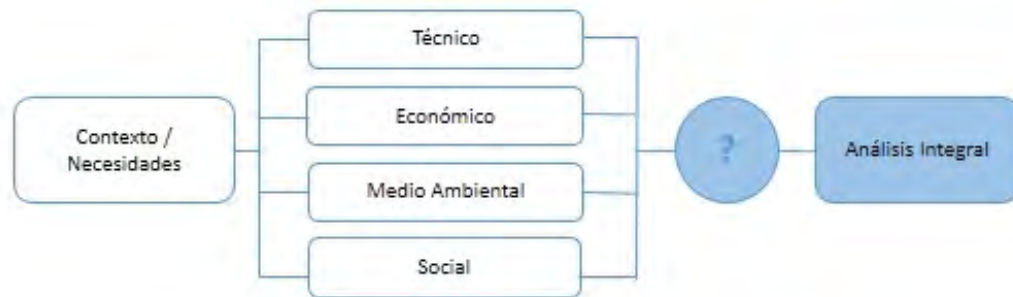 Contexto /
Necesidades
Técnico
Económico
Medio Ambiental
Social
?
Análisis Integral